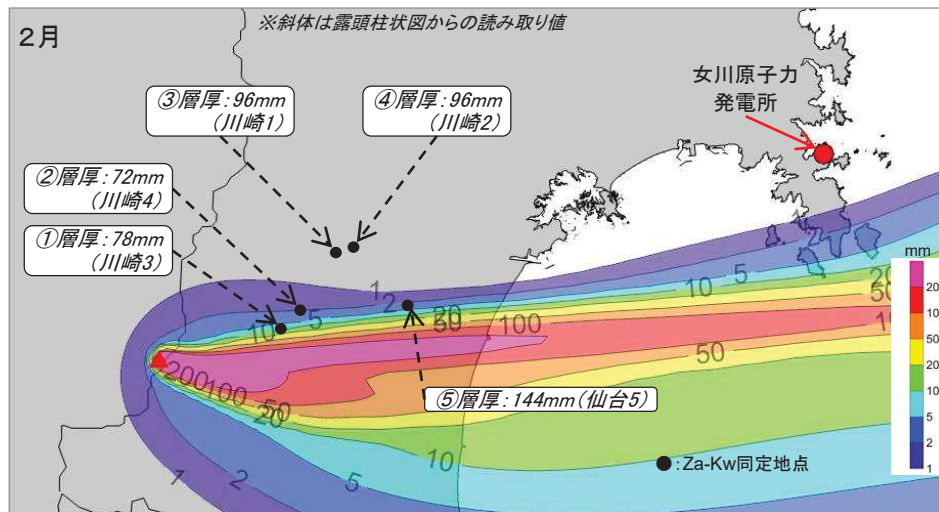 2月
※斜体は露頭柱状図からの読み取り値
③層厚:96mm
(川崎1)
④層厚:96mm
(川崎2)
女川原子力
発電所
②層厚:72mm
(川崎4)
①層厚:78mm
(川崎3)
⑤層厚:144mm(仙台5)
●:Za-Kw同定地点
mm
20
10
50
20
10
5
2
1
1
2
5
10
20
50
100
200
100
50
20
10
5
2
1
2
5
10
20
50
10
50
10